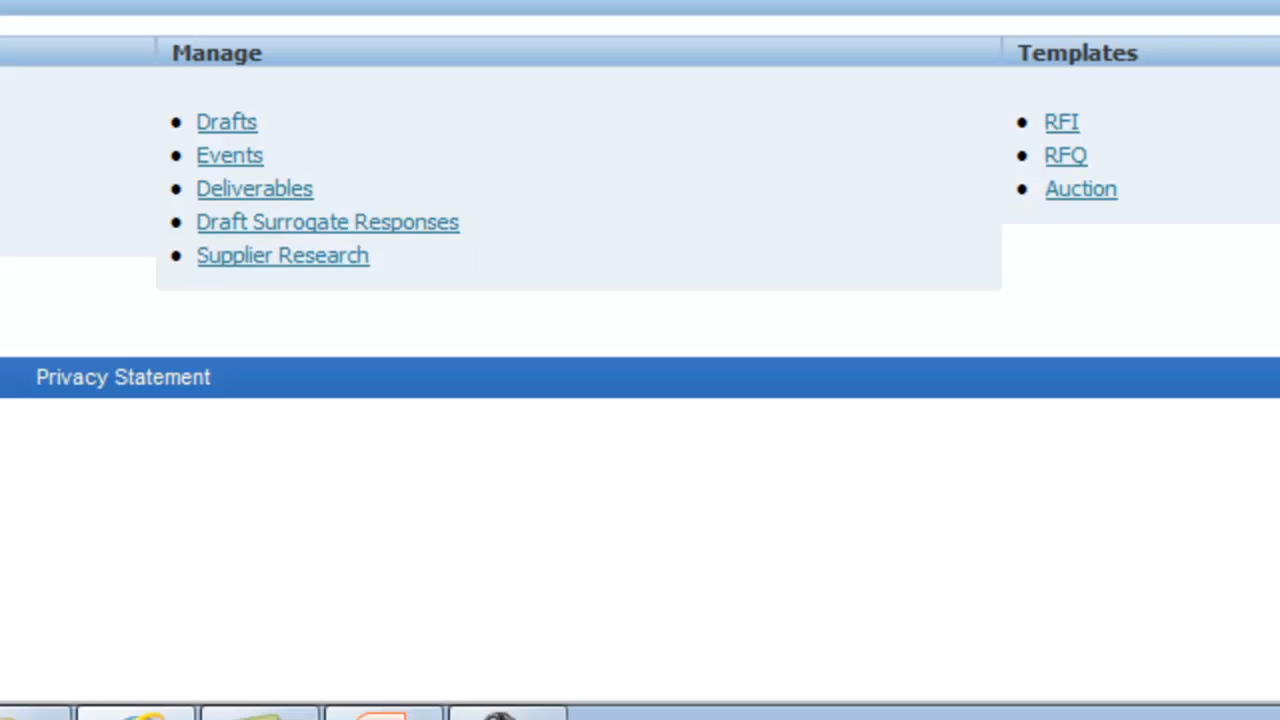 Manage
Drafts
Events
Deliverables
Draft Surrogate Responses
Supplier Research
Templates
RFI
RFQ
Auction
Privacy Statement